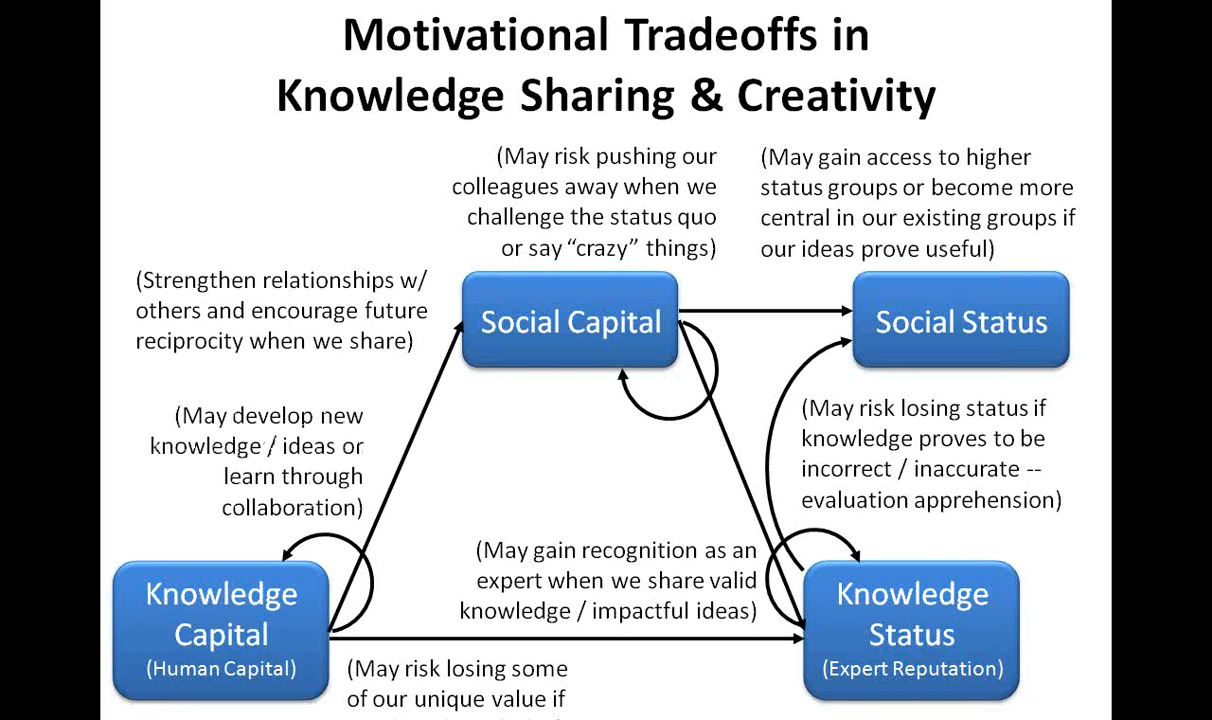 Motivational Tradeoffs in
Knowledge Sharing & Creativity
(May risk pushing our
colleagues away when we
challenge the status quo
or say “crazy” things)
(May gain access to higher
status groups or become more
central in our existing groups if
our ideas prove useful)
(Strengthen relationships w/
others and encourage future
reciprocity when we share)
Social Capital
Social Status
(May develop new
knowledge / ideas or
learn through
collaboration)
(May risk losing status if
knowledge proves to be
incorrect / inaccurate --
evaluation apprehension)
(May gain recognition as an
expert when we share valid
knowledge / impactful ideas)
Knowledge
Capital
(Human Capital)
Knowledge
Status
(Expert Reputation)
(May risk losing some
of our unique value if